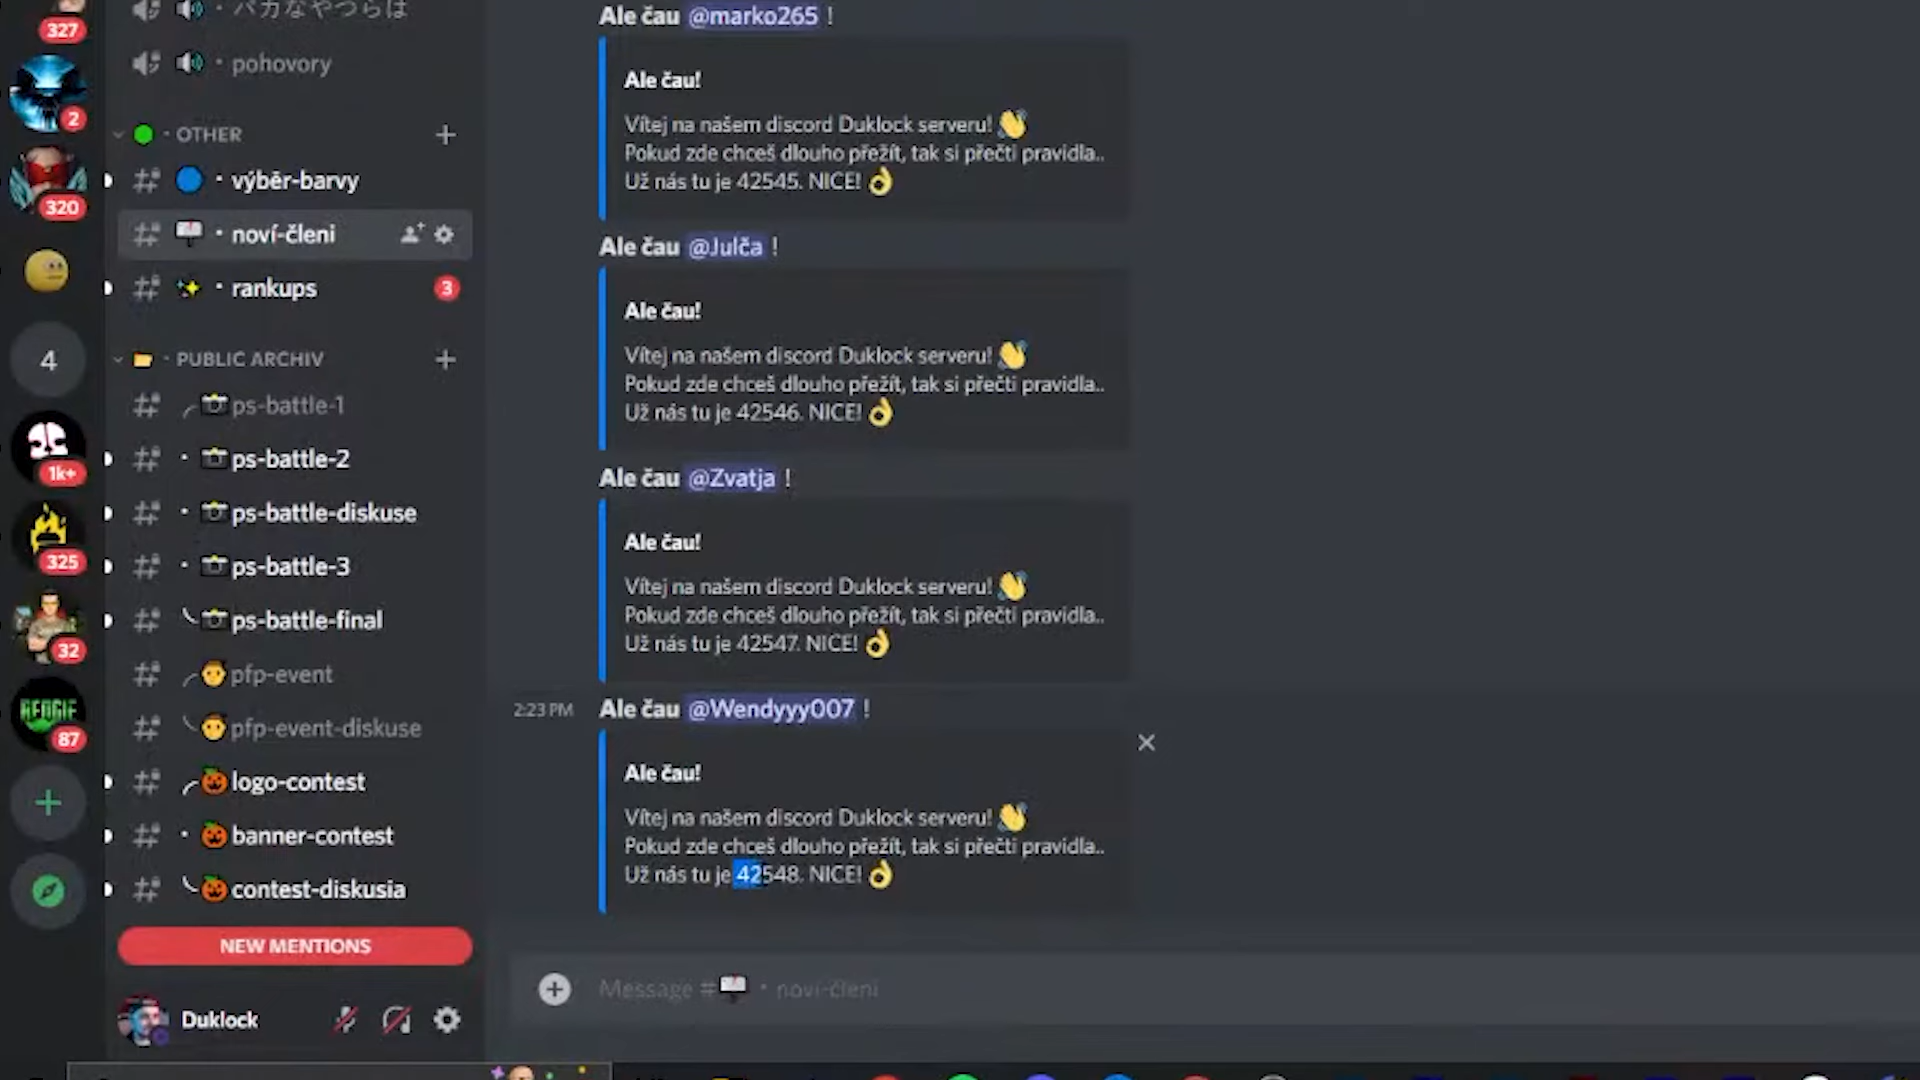 327
2
320
4
1k+
325
32
REDGIE
87
バカなやつらは
pohovory
OTHER
výběr-barvy
noví-členi
rankups
3
PUBLIC ARCHIV
ps-battle-1
ps-battle-2
ps-battle-diskuse
ps-battle-3
ps-battle-final
pfp-event
pfp-event-diskuse
logo-contest
banner-contest
contest-diskusia
NEW MENTIONS
Duklock
Ale čau @marko265 !
Ale čau!
Vítej na našem discord Duklock serveru! 👋
Pokud zde chceš dlouho přežít, tak si přečti pravidla..
Už nás tu je 42545. NICE! 👌
Ale čau @Julča !
Ale čau!
Vítej na našem discord Duklock serveru! 👋
Pokud zde chceš dlouho přežít, tak si přečti pravidla..
Už nás tu je 42546. NICE! 👌
Ale čau @Zvatja !
Ale čau!
Vítej na našem discord Duklock serveru! 👋
Pokud zde chceš dlouho přežít, tak si přečti pravidla..
Už nás tu je 42547. NICE! 👌
2:23 PM Ale čau @Wendyyy007 !
Ale čau!
Vítej na našem discord Duklock serveru! 👋
Pokud zde chceš dlouho přežít, tak si přečti pravidla..
Už nás tu je 42548. NICE! 👌
Message # · noví-členi